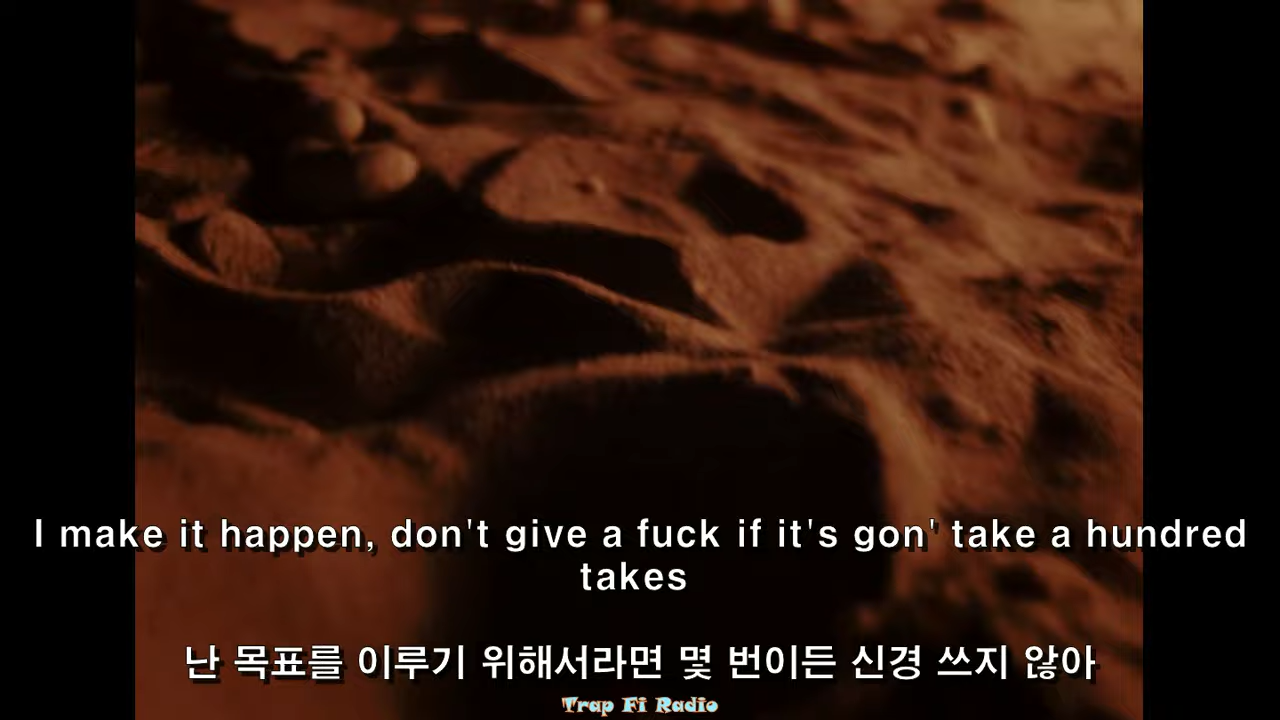 I make it happen, don't give a fuck if it's gon' take a hundred
takes
난 목표를 이루기 위해서라면 몇 번이든 신경 쓰지 않아
Trap Fi Radio